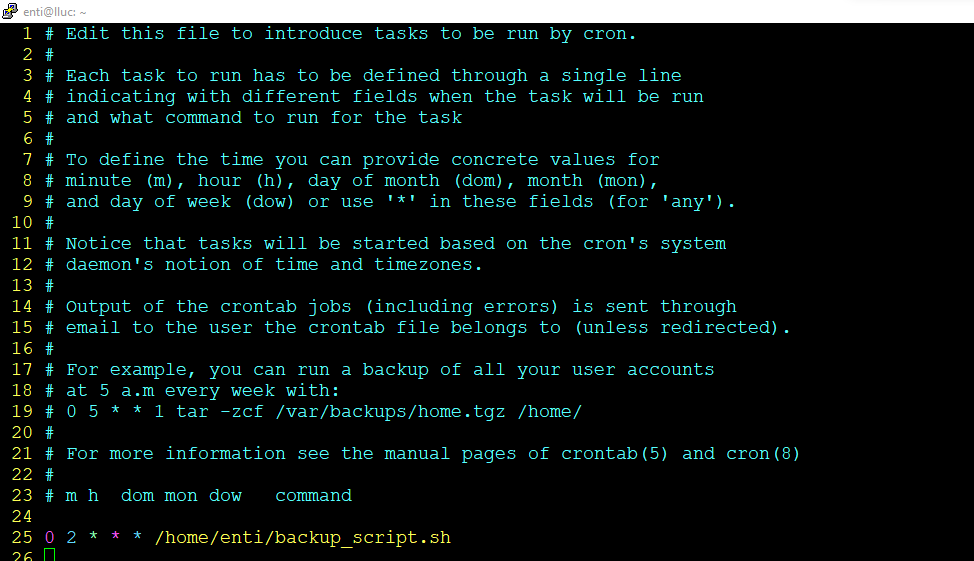 enti@lluc: ~
1 # Edit this file to introduce tasks to be run by cron.
2 #
3 # Each task to run has to be defined through a single line
4 # indicating with different fields when the task will be run
5 # and what command to run for the task
6 #
7 # To define the time you can provide concrete values for
8 # minute (m), hour (h), day of month (dom), month (mon),
9 # and day of week (dow) or use '*' in these fields (for 'any').
10 #
11 # Notice that tasks will be started based on the cron's system
12 # daemon's notion of time and timezones.
13 #
14 # Output of the crontab jobs (including errors) is sent through
15 # email to the user the crontab file belongs to (unless redirected).
16 #
17 # For example, you can run a backup of all your user accounts
18 # at 5 a.m every week with:
19 # 0 5 * * 1 tar -zcf /var/backups/home.tgz /home/
20 #
21 # For more information see the manual pages of crontab(5) and cron(8)
22 #
23 # m h  dom mon dow   command
24
25 0 2 * * * /home/enti/backup_script.sh
26